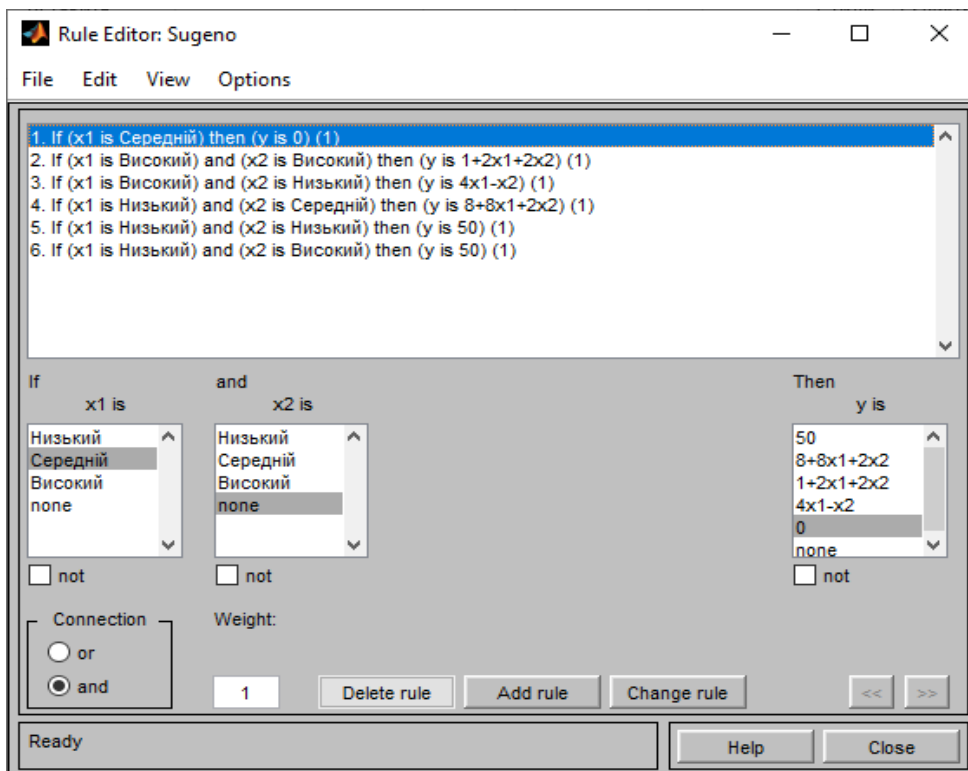 Rule Editor: Sugeno
File Edit View Options
1. If (x1 is Середній) then (y is 0) (1)
2. If (x1 is Високий) and (x2 is Високий) then (y is 1+2x1+2x2) (1)
3. If (x1 is Високий) and (x2 is Низький) then (y is 4x1-x2) (1)
4. If (x1 is Низький) and (x2 is Середній) then (y is 8+8x1+2x2) (1)
5. If (x1 is Низький) and (x2 is Низький) then (y is 50) (1)
6. If (x1 is Низький) and (x2 is Високий) then (y is 50) (1)
If and Then
x1 is x2 is y is
Низький Низький 50
Середній Середній 8+8x1+2x2
Високий Високий 1+2x1+2x2
none none 4x1-x2
0
none
not not not
Connection Weight:
or
and 1 Delete rule Add rule Change rule << >>
Ready Help Close